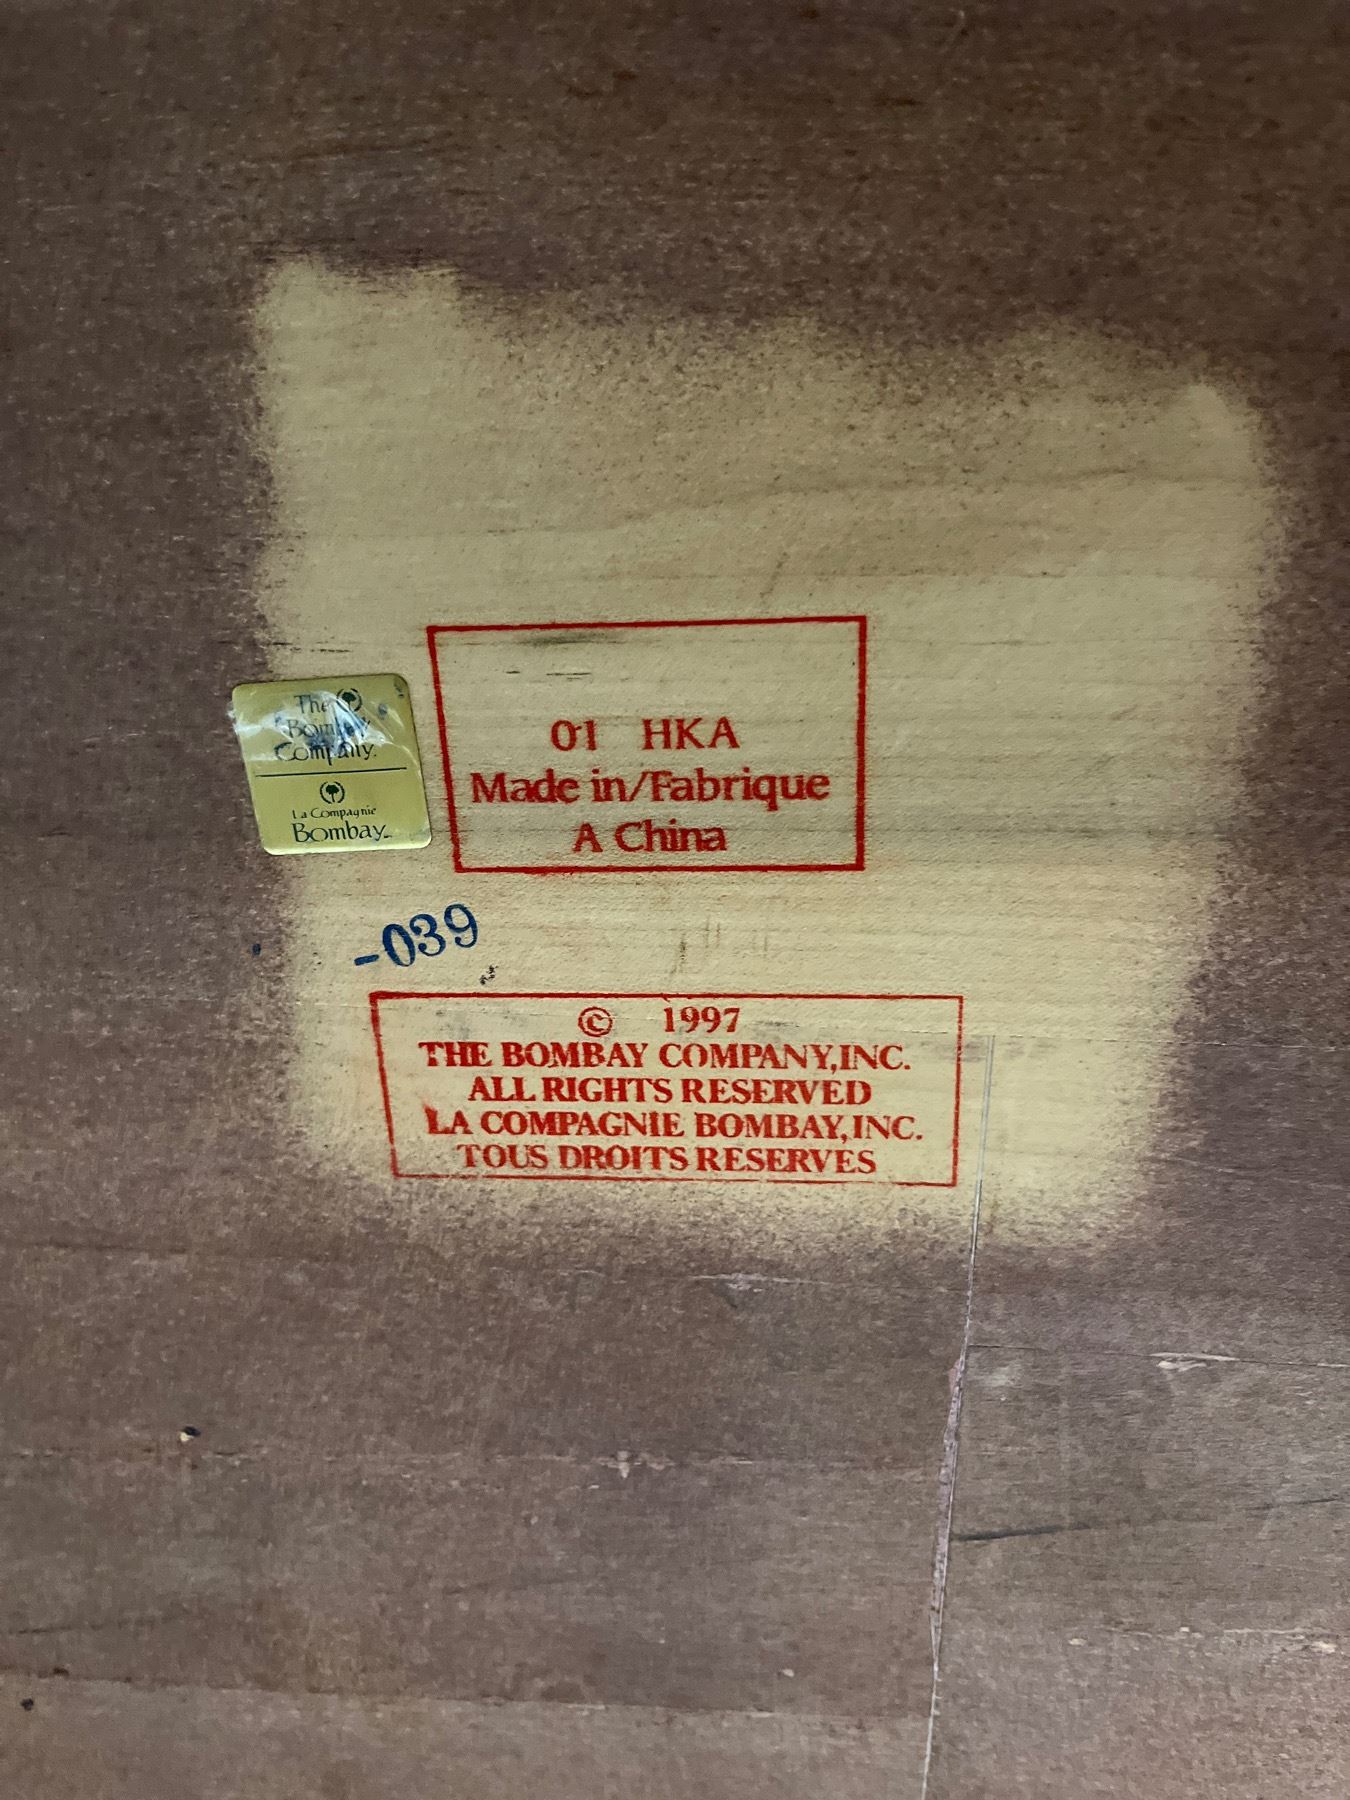 01 HKA
Made in/Fabrique
A China
The
Bombay
Company.
La Compagnie
Bombay
-039
© 1997
THE BOMBAY COMPANY,INC.
ALL RIGHTS RESERVED
LA COMPAGNIE BOMBAY,INC.
TOUS DROITS RESERVES